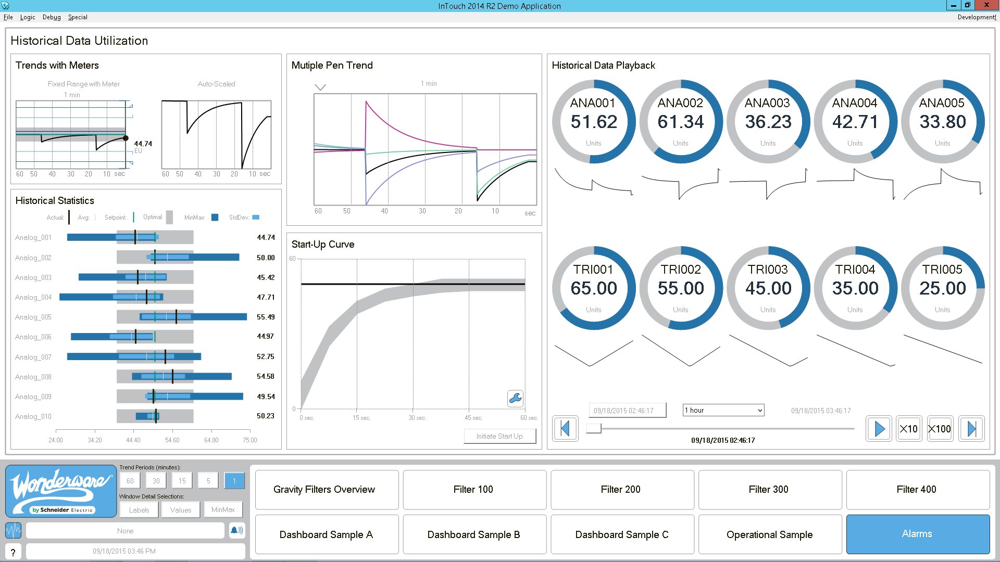 InTouch 2014 R2 Demo Application
File Logic Debug Special Development!
Historical Data Utilization
Trends with Meters
Fixed Range with Meter
1 min
Auto-Scaled
44.74
EU
60 50 40 30 20 10 sec
60 50 40 30 20 10 sec
Mutiple Pen Trend
1 min
60 50 40 30 20 10 sec
Historical Data Playback
ANA001 ANA002 ANA003 ANA004 ANA005
51.62 61.34 36.23 42.71 33.80
Units Units Units Units Units
TRI001 TRI002 TRI003 TRI004 TRI005
65.00 55.00 45.00 35.00 25.00
Units Units Units Units Units
09/18/2015 02:46:17 1 hour 09/18/2015 03:46:17
X10 X100
09/18/2015 02:46:17
Historical Statistics
Actual: Avg: Setpoint: Optimal: MinMax: StdDev:
Analog_001 44.74
Analog_002 50.00
Analog_003 45.42
Analog_004 47.71
Analog_005 55.49
Analog_006 44.97
Analog_007 52.75
Analog_008 54.58
Analog_009 49.54
Analog_010 50.23
24.00 34.20 44.40 54.60 64.80 75.00
Start-Up Curve
60
0
0 sec. 15 sec. 30 sec. 45 sec. 60 sec.
Initiate Start Up
Wonderware®
by Schneider Electric
Trend Periods (minutes):
60 30 15 5 1
Window Detail Selections:
Labels Values MinMax
None
?
09/18/2015 03:46 PM
Gravity Filters Overview Filter 100 Filter 200 Filter 300 Filter 400
Dashboard Sample A Dashboard Sample B Dashboard Sample C Operational Sample Alarms